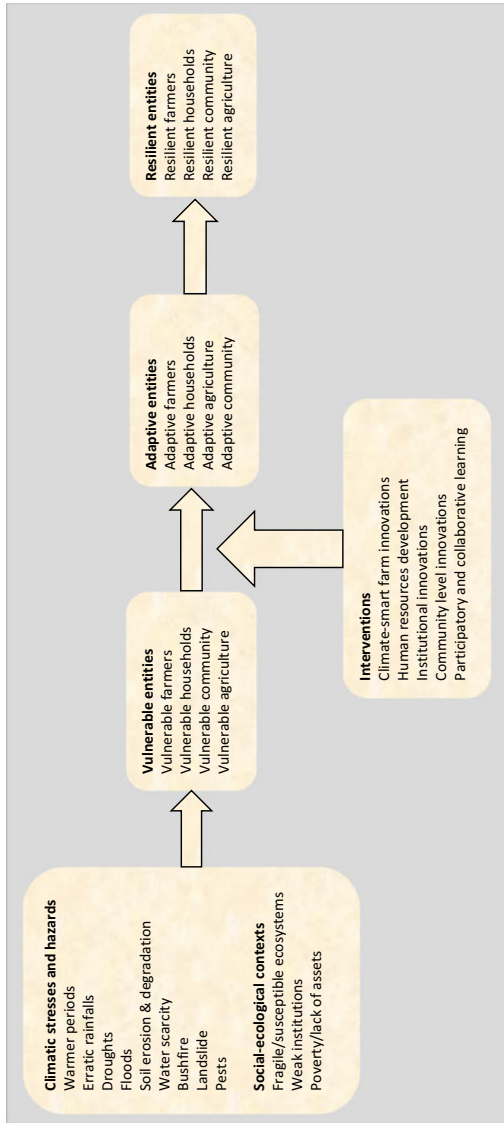 Climatic stresses and hazards
Warmer periods
Erratic rainfalls
Droughts
Floods
Soil erosion & degradation
Water scarcity
Bushfire
Landslide
Pests
Social-ecological contexts
Fragile/susceptible ecosystems
Weak institutions
Poverty/lack of assets
Vulnerable entities
Vulnerable farmers
Vulnerable households
Vulnerable community
Vulnerable agriculture
Interventions
Climate-smart farm innovations
Human resources development
Institutional innovations
Community level innovations
Participatory and collaborative learning
Adaptive entities
Adaptive farmers
Adaptive households
Adaptive agriculture
Adaptive community
Resilient entities
Resilient farmers
Resilient households
Resilient community
Resilient agriculture